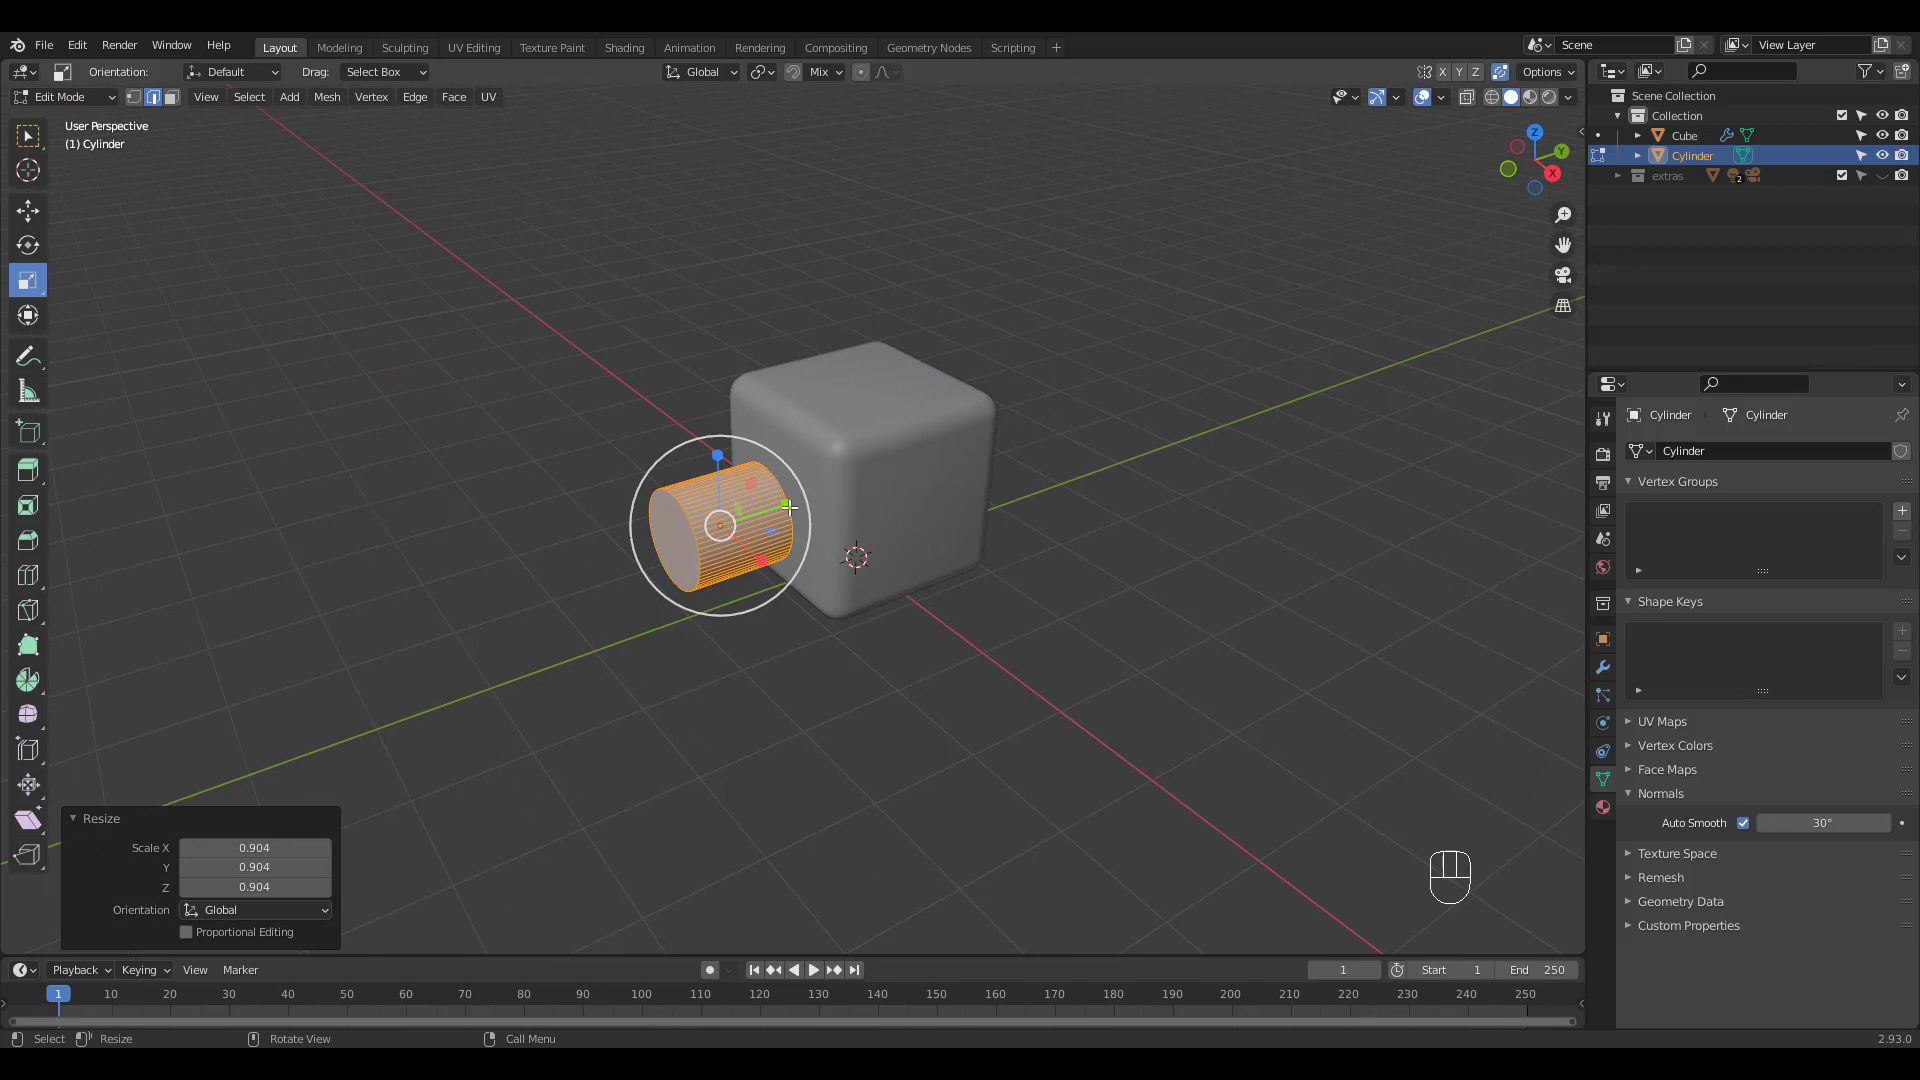 File Edit Render Window Help Layout Modeling Sculpting UV Editing Texture Paint Shading Animation Rendering Compositing Geometry Nodes Scripting Scene View Layer
Orientation: Default Drag: Select Box Global Mix X Y Z Options
Edit Mode View Select Add Mesh Vertex Edge Face UV
User Perspective
(1) Cylinder
Z
Y
X
Scene Collection
Collection
Cube
Cylinder
extras 2
Cylinder Cylinder
Cylinder
Vertex Groups
Shape Keys
UV Maps
Vertex Colors
Face Maps
Normals
Auto Smooth 30°
Texture Space
Remesh
Geometry Data
Custom Properties
Resize
Scale X 0.904
Y 0.904
Z 0.904
Orientation Global
Proportional Editing
Playback Keying View Marker 1 Start 1 End 250
1 10 20 30 40 50 60 70 80 90 100 110 120 130 140 150 160 170 180 190 200 210 220 230 240 250
Select Resize Rotate View Call Menu 2.93.0